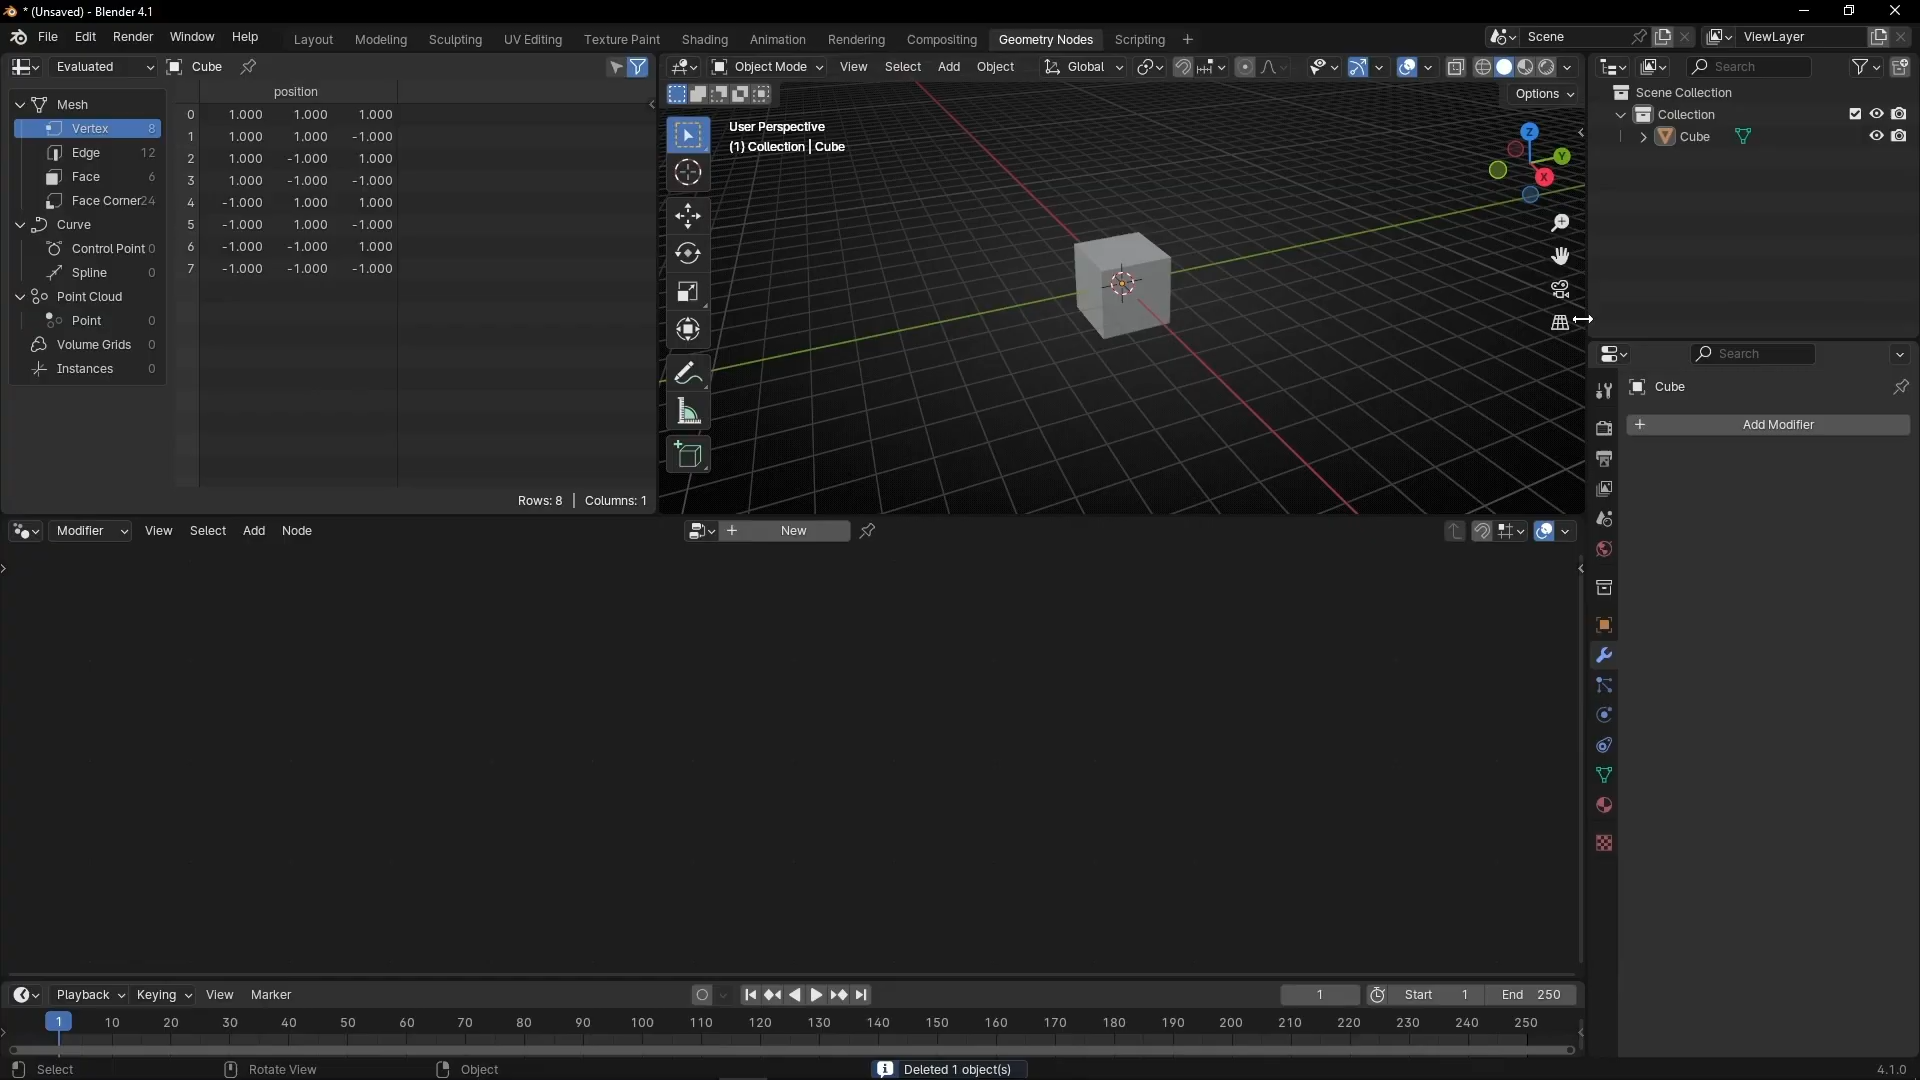 * (Unsaved) - Blender 4.1
File Edit Render Window Help Layout Modeling Sculpting UV Editing Texture Paint Shading Animation Rendering Compositing Geometry Nodes Scripting + Scene ViewLayer
Evaluated Cube
position
Mesh
Vertex 8
Edge 12
Face 6
Face Corner 24
Curve
Control Point 0
Spline 0
Point Cloud
Point 0
Volume Grids 0
Instances 0
0 1.000 1.000 1.000
1 1.000 1.000 -1.000
2 1.000 -1.000 1.000
3 1.000 -1.000 -1.000
4 -1.000 1.000 1.000
5 -1.000 1.000 -1.000
6 -1.000 -1.000 1.000
7 -1.000 -1.000 -1.000
Rows: 8 | Columns: 1
Object Mode View Select Add Object Global
Options
User Perspective
(1) Collection | Cube
Z
Y
X
Search
Scene Collection
Collection
Cube
Search
Cube
+ Add Modifier
Modifier View Select Add Node + New
Playback Keying View Marker 1 Start 1 End 250
1 10 20 30 40 50 60 70 80 90 100 110 120 130 140 150 160 170 180 190 200 210 220 230 240 250
Select Rotate View Object Deleted 1 object(s) 4.1.0